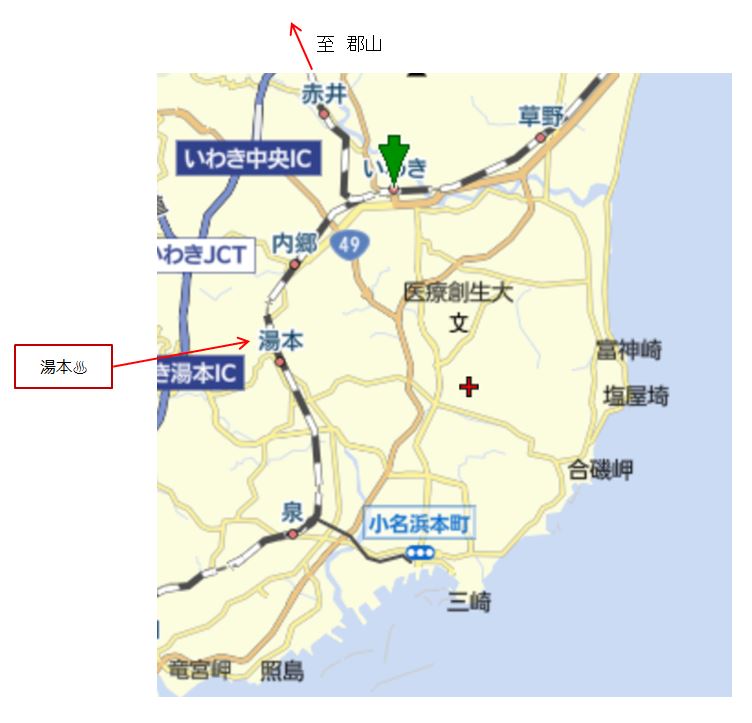 至 郡山
赤井
草野
いわき中央IC
いわき
内郷
49
いわきJCT
医療創生大
文
湯本
富神崎
湯本♨
き湯本IC
塩屋埼
合磯岬
泉
小名浜本町
三崎
竜宮岬
照島